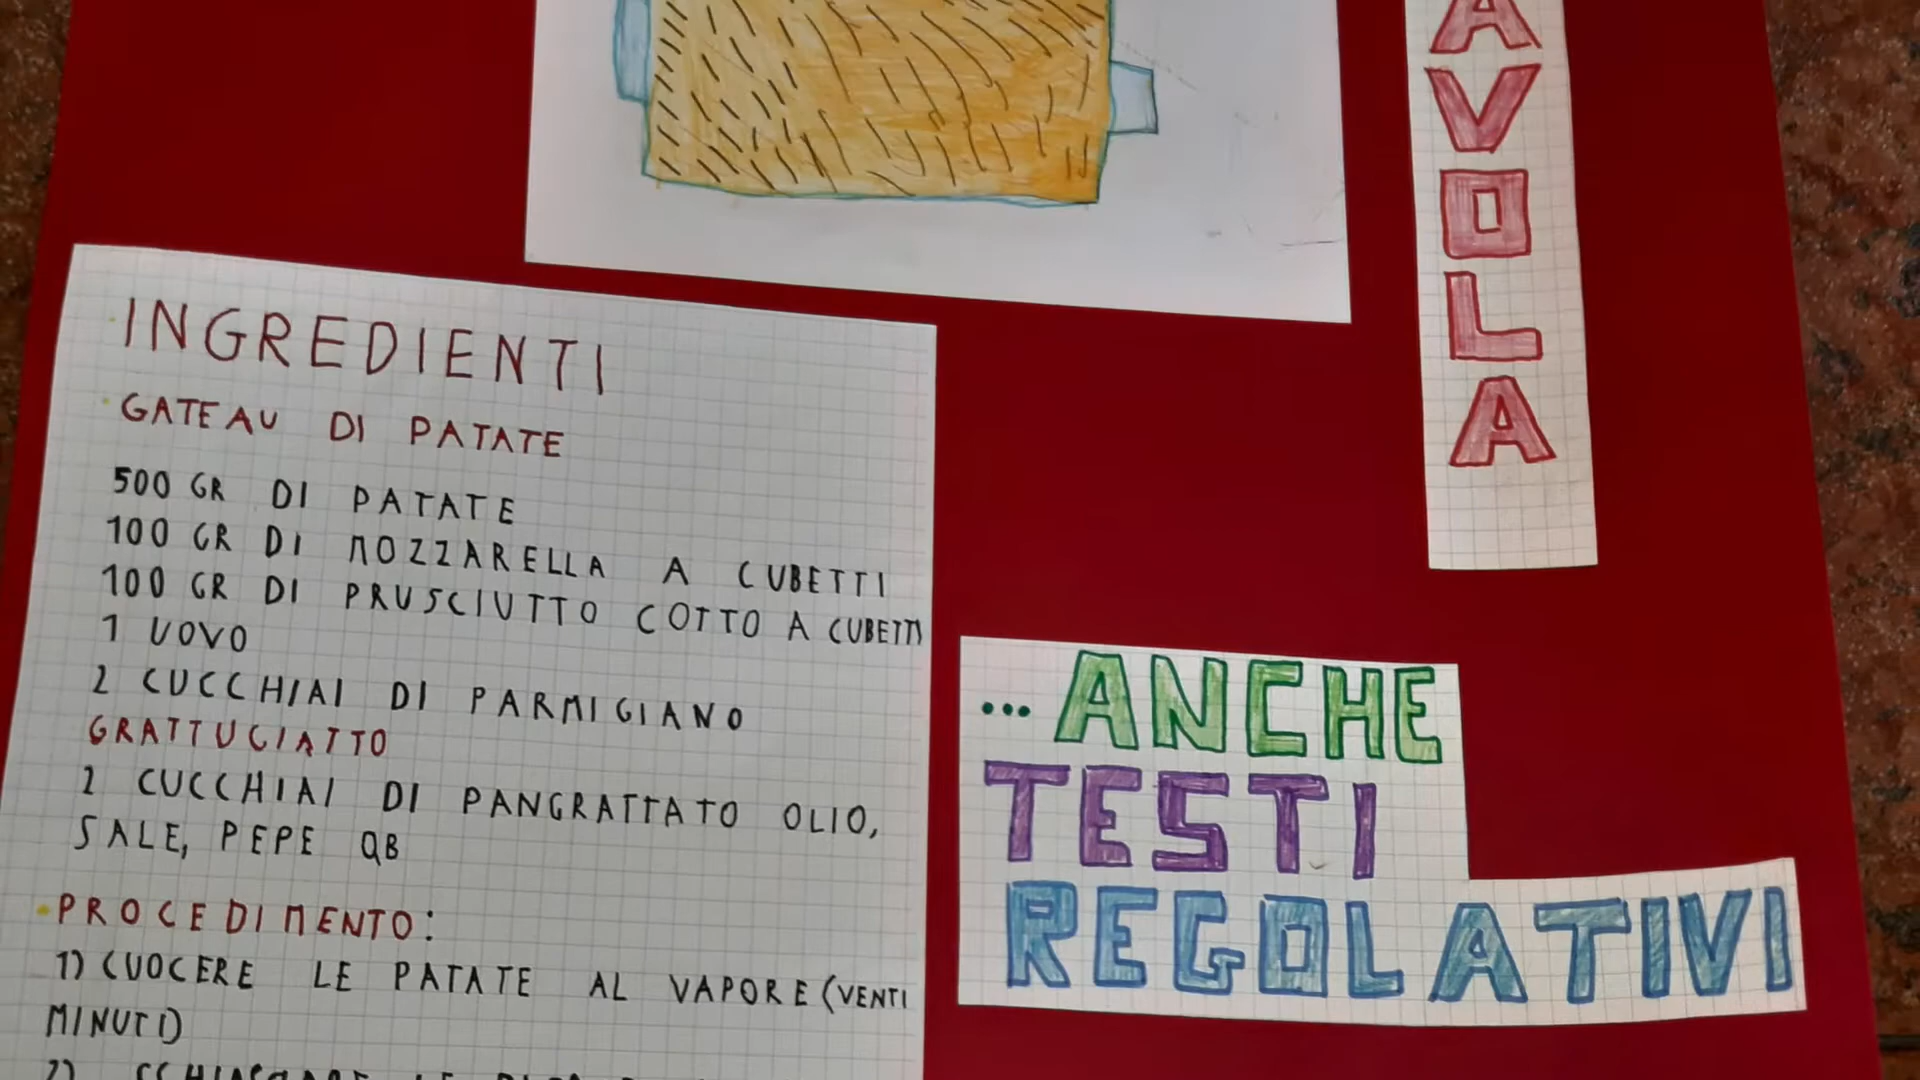 AVOLA
INGREDIENTI
GATEAU DI PATATE
500 GR DI PATATE
100 GR DI MOZZARELLA A CUBETTI
100 GR DI PRUSCIUTTO COTTO A CUBETTI
1 UOVO
2 CUCCHIAI DI PARMIGIANO
GRATTUGIATTO
2 CUCCHIAI DI PANGRATTATO OLIO,
SALE, PEPE QB
PROCEDIMENTO:
1) CUOCERE LE PATATE AL VAPORE (VENTI
MINUTI)
2)
...ANCHE
TESTI
REGOLATIVI